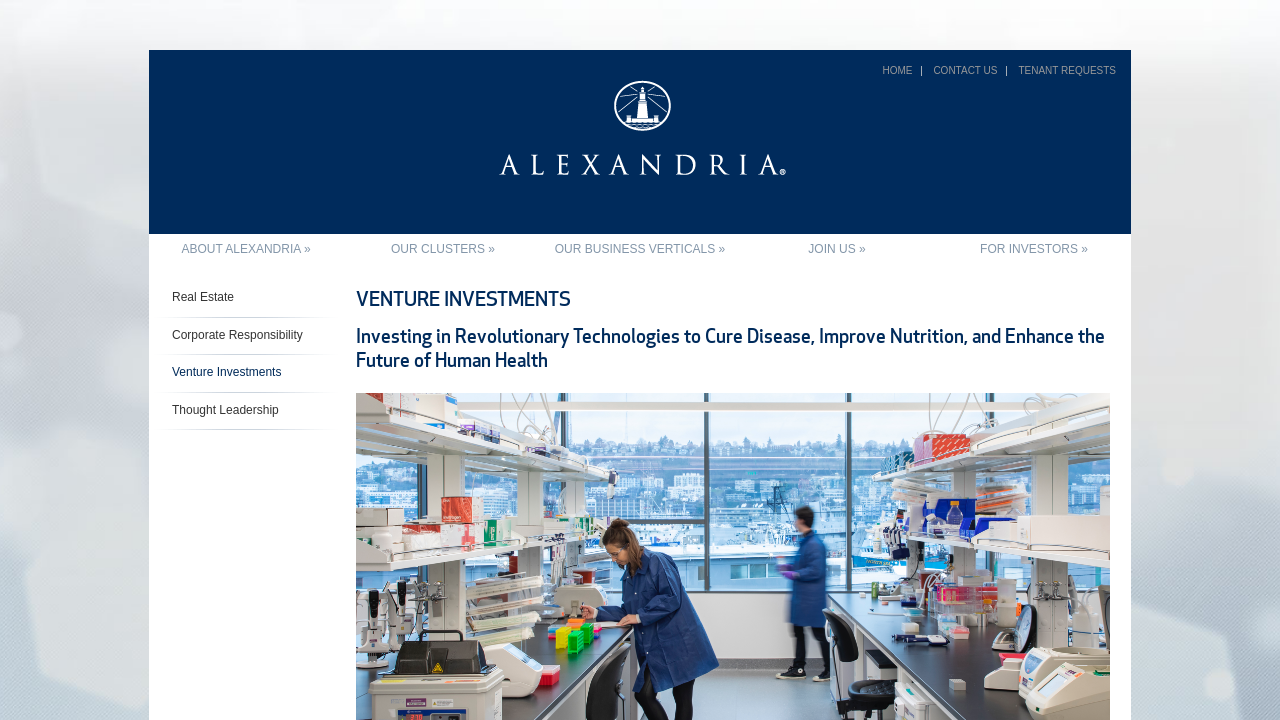 HOME | CONTACT US | TENANT REQUESTS
ALEXANDRIA®
ABOUT ALEXANDRIA » OUR CLUSTERS » OUR BUSINESS VERTICALS » JOIN US » FOR INVESTORS »
Real Estate
Corporate Responsibility
Venture Investments
Thought Leadership
VENTURE INVESTMENTS
Investing in Revolutionary Technologies to Cure Disease, Improve Nutrition, and Enhance the
Future of Human Health